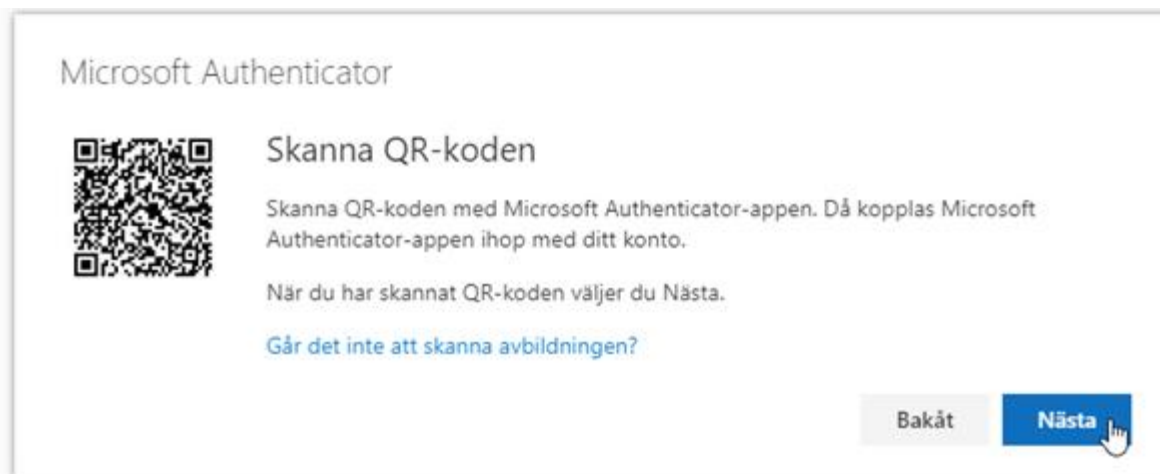 Microsoft Authenticator
Skanna QR-koden
Skanna QR-koden med Microsoft Authenticator-appen. Då kopplas Microsoft
Authenticator-appen ihop med ditt konto.
När du har skannat QR-koden väljer du Nästa.
Går det inte att skanna avbildningen?
Bakåt
Nästa